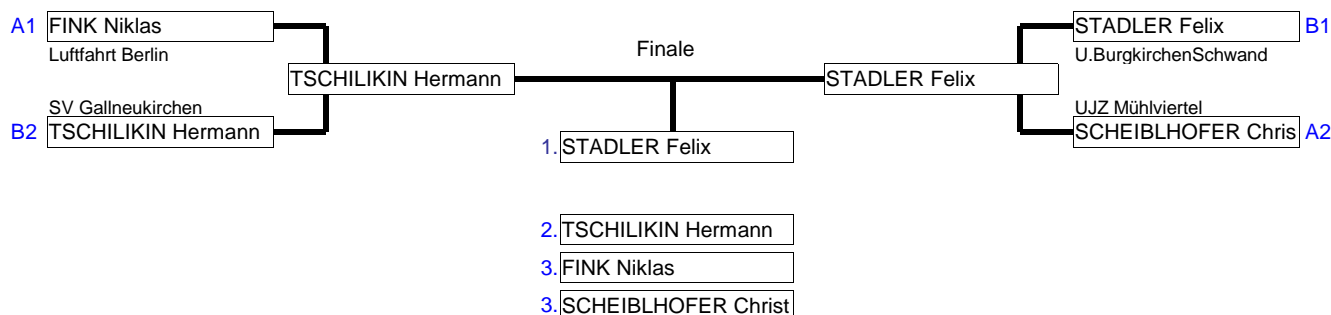 A1 FINK Niklas
Luftfahrt Berlin
SV Gallneukirchen
B2 TSCHILIKIN Hermann
TSCHILIKIN Hermann
Finale
STADLER Felix
STADLER Felix B1
U.BurgkirchenSchwand
UJZ Mühlviertel
SCHEIBLHOFER Chris A2
1. STADLER Felix
2. TSCHILIKIN Hermann
3. FINK Niklas
3. SCHEIBLHOFER Christ